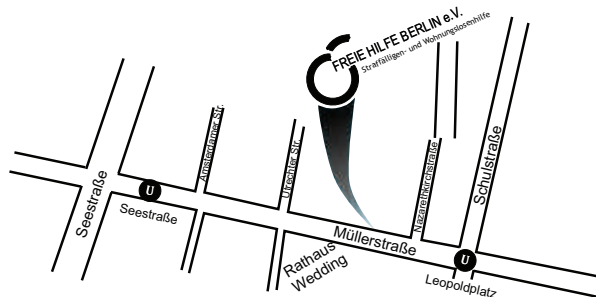 FREIE HILFE BERLIN e.V.
Straffälligen- und Wohnungslosenhilfe
Seestraße
U
Seestraße
Amsterdamer Str.
Utrechter Str.
Nazarethkirchstraße
Schulstraße
Müllerstraße
Rathaus
Wedding
U
Leopoldplatz